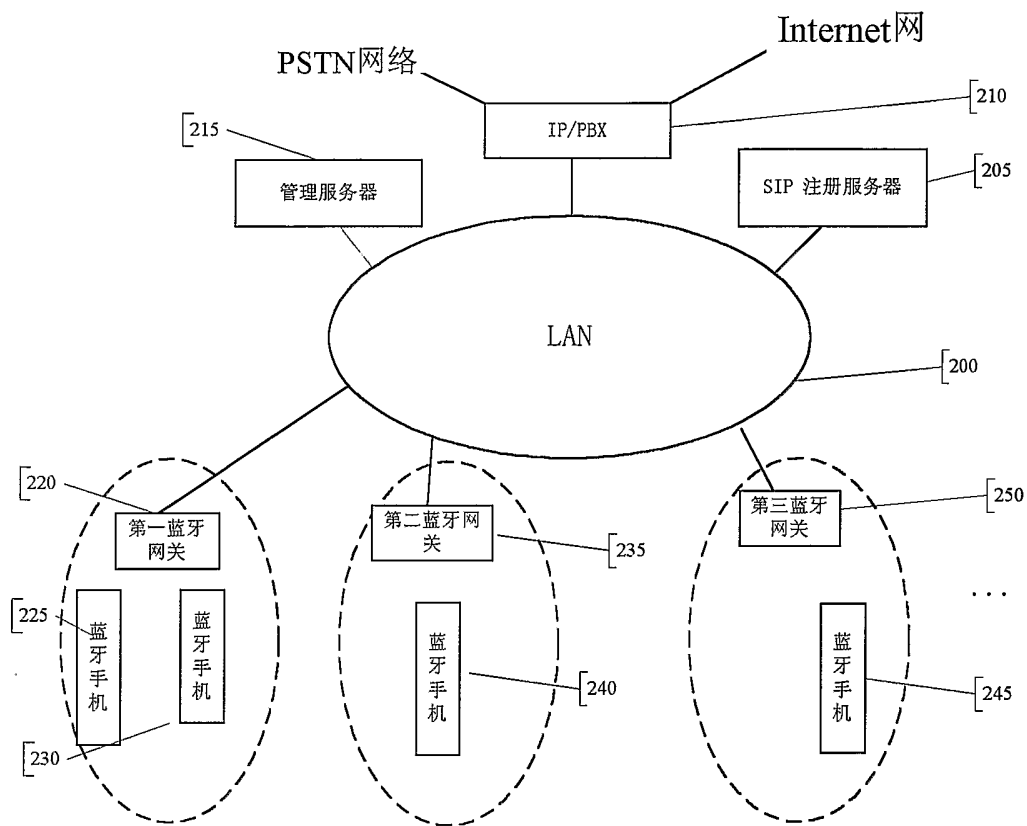 Internet网
PSTN网络
210
IP/PBX
215
管理服务器
SIP 注册服务器
205
LAN
200
220
第一蓝牙
网关
第二蓝牙网
关
235
第三蓝牙
网关
250
225
蓝牙手机
蓝牙手机
230
蓝牙手机
240
蓝牙手机
245
...